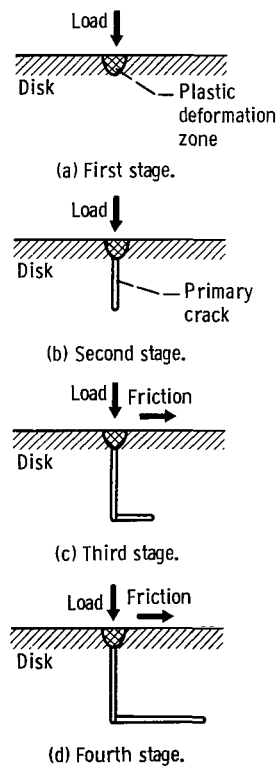 Load
Disk
Plastic
deformation
zone
(a) First stage.
Load
Disk
Primary
crack
(b) Second stage.
Load Friction
Disk
(c) Third stage.
Load Friction
Disk
(d) Fourth stage.